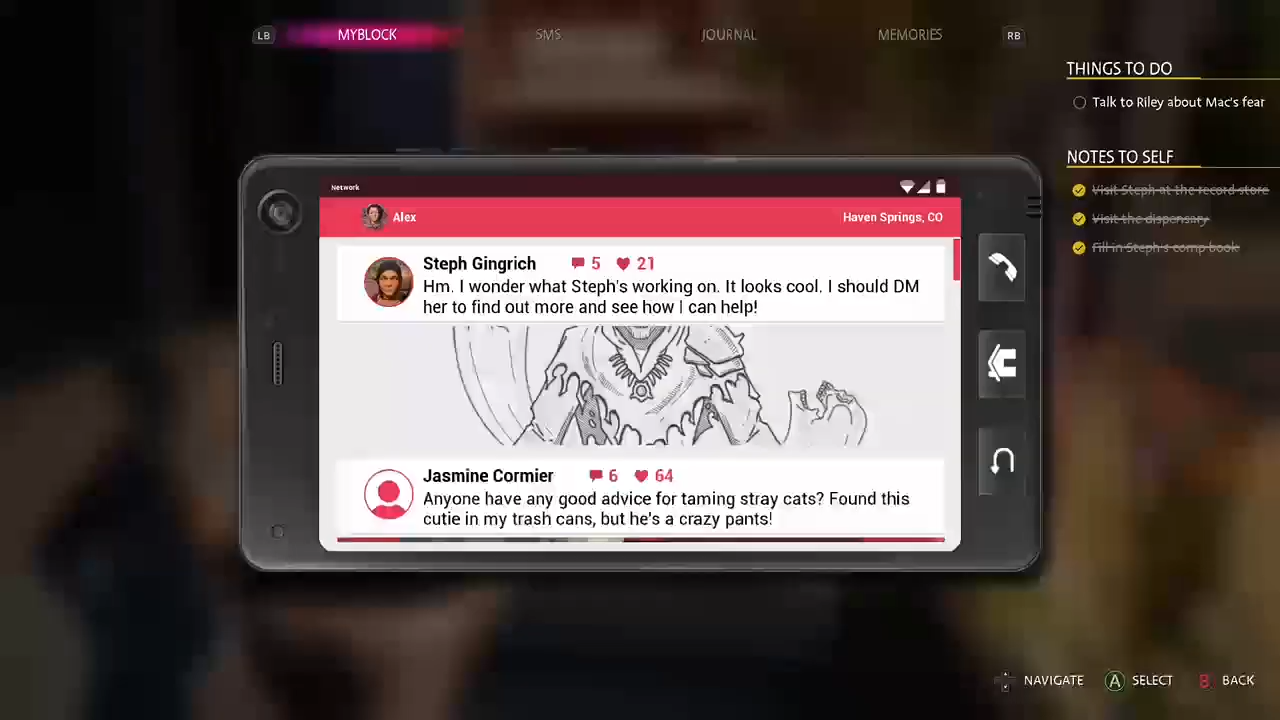 LB
MYBLOCK
SMS
JOURNAL
MEMORIES
RB
THINGS TO DO
Talk to Riley about Mac's fear
NOTES TO SELF
Visit Steph at the record store
Visit the dispensary
Fill in Steph's comp book
Network
Alex
Haven Springs, CO
Steph Gingrich 5 21
Hm. I wonder what Steph's working on. It looks cool. I should DM
her to find out more and see how I can help!
Jasmine Cormier 6 64
Anyone have any good advice for taming stray cats? Found this
cutie in my trash cans, but he's a crazy pants!
NAVIGATE
A SELECT
B BACK